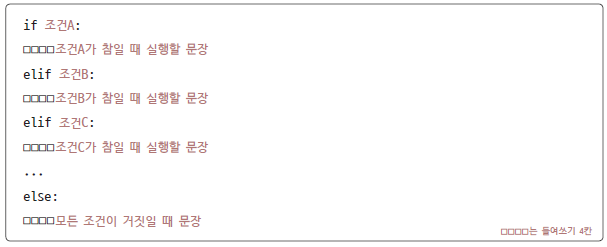 if 조건A:
□□□□조건A가 참일 때 실행할 문장
elif 조건B:
□□□□조건B가 참일 때 실행할 문장
elif 조건C:
□□□□조건C가 참일 때 실행할 문장
...
else:
□□□□모든 조건이 거짓일 때 문장
□□□□는 들여쓰기 4칸